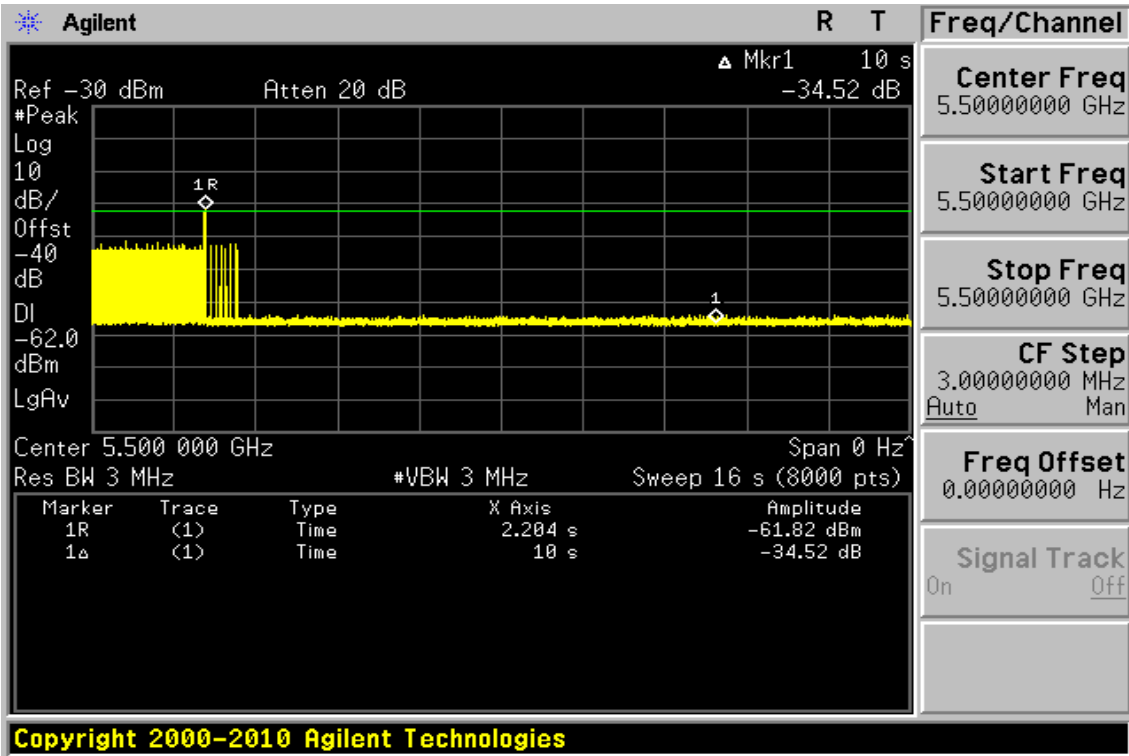 Agilent R T
Freq/Channel
Δ Mkr1 10 s
Ref -30 dBm Atten 20 dB -34.52 dB
#Peak
Log
10
dB/
Offst
-40
dB
DI
-62.0
dBm
LgAv
1R
1
Center 5.500 000 GHz Span 0 Hz^
Res BW 3 MHz #VBW 3 MHz Sweep 16 s (8000 pts)
Marker Trace Type X Axis Amplitude
1R (1) Time 2.204 s -61.82 dBm
1Δ (1) Time 10 s -34.52 dB
Center Freq
5.50000000 GHz
Start Freq
5.50000000 GHz
Stop Freq
5.50000000 GHz
CF Step
3.00000000 MHz
Auto Man
Freq Offset
0.00000000 Hz
Signal Track
On Off
Copyright 2000-2010 Agilent Technologies